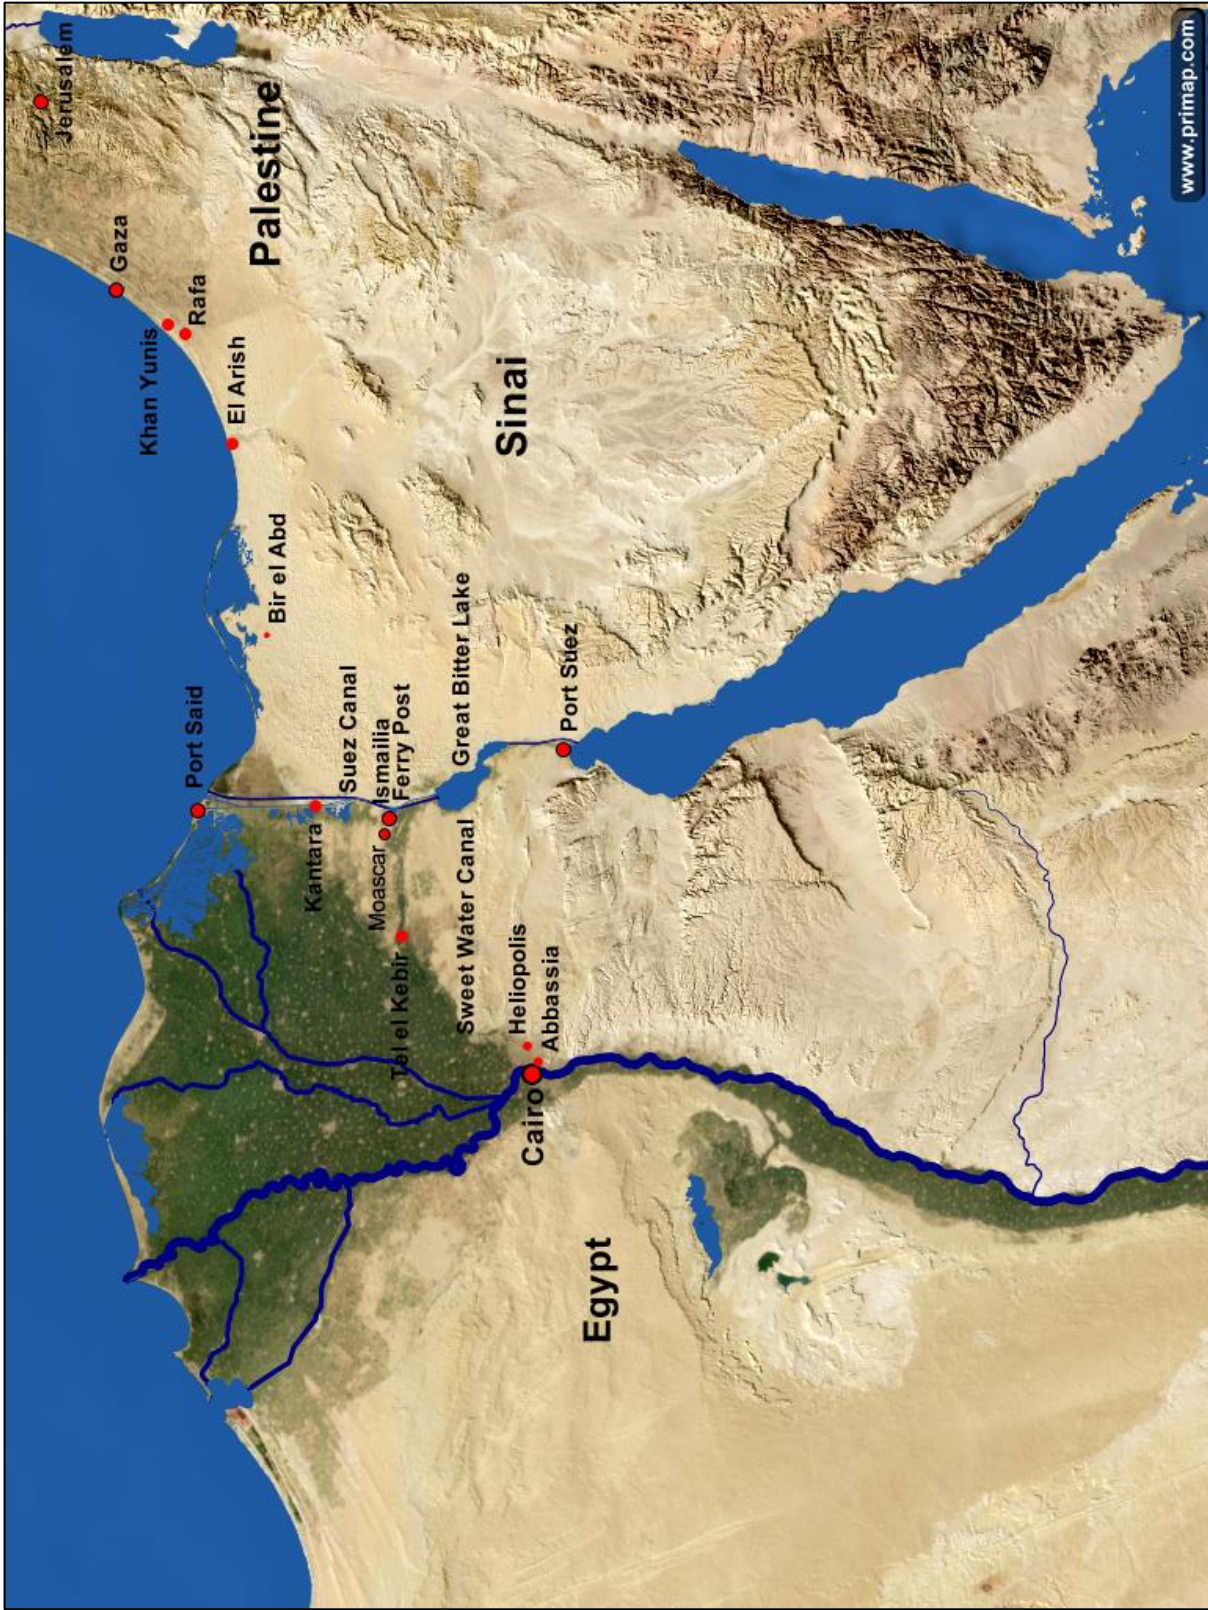 Jerusalem
Gaza
Khan Yunis
Rafa
Palestine
El Arish
Bir el Abd
Sinai
Port Said
Suez Canal
Kantara
Ismailia
Ferry Post
Moascar
Great Bitter Lake
Port Suez
Tel el Kebir
Sweet Water Canal
Heliopolis
Abbassia
Cairo
Egypt
www.primap.com